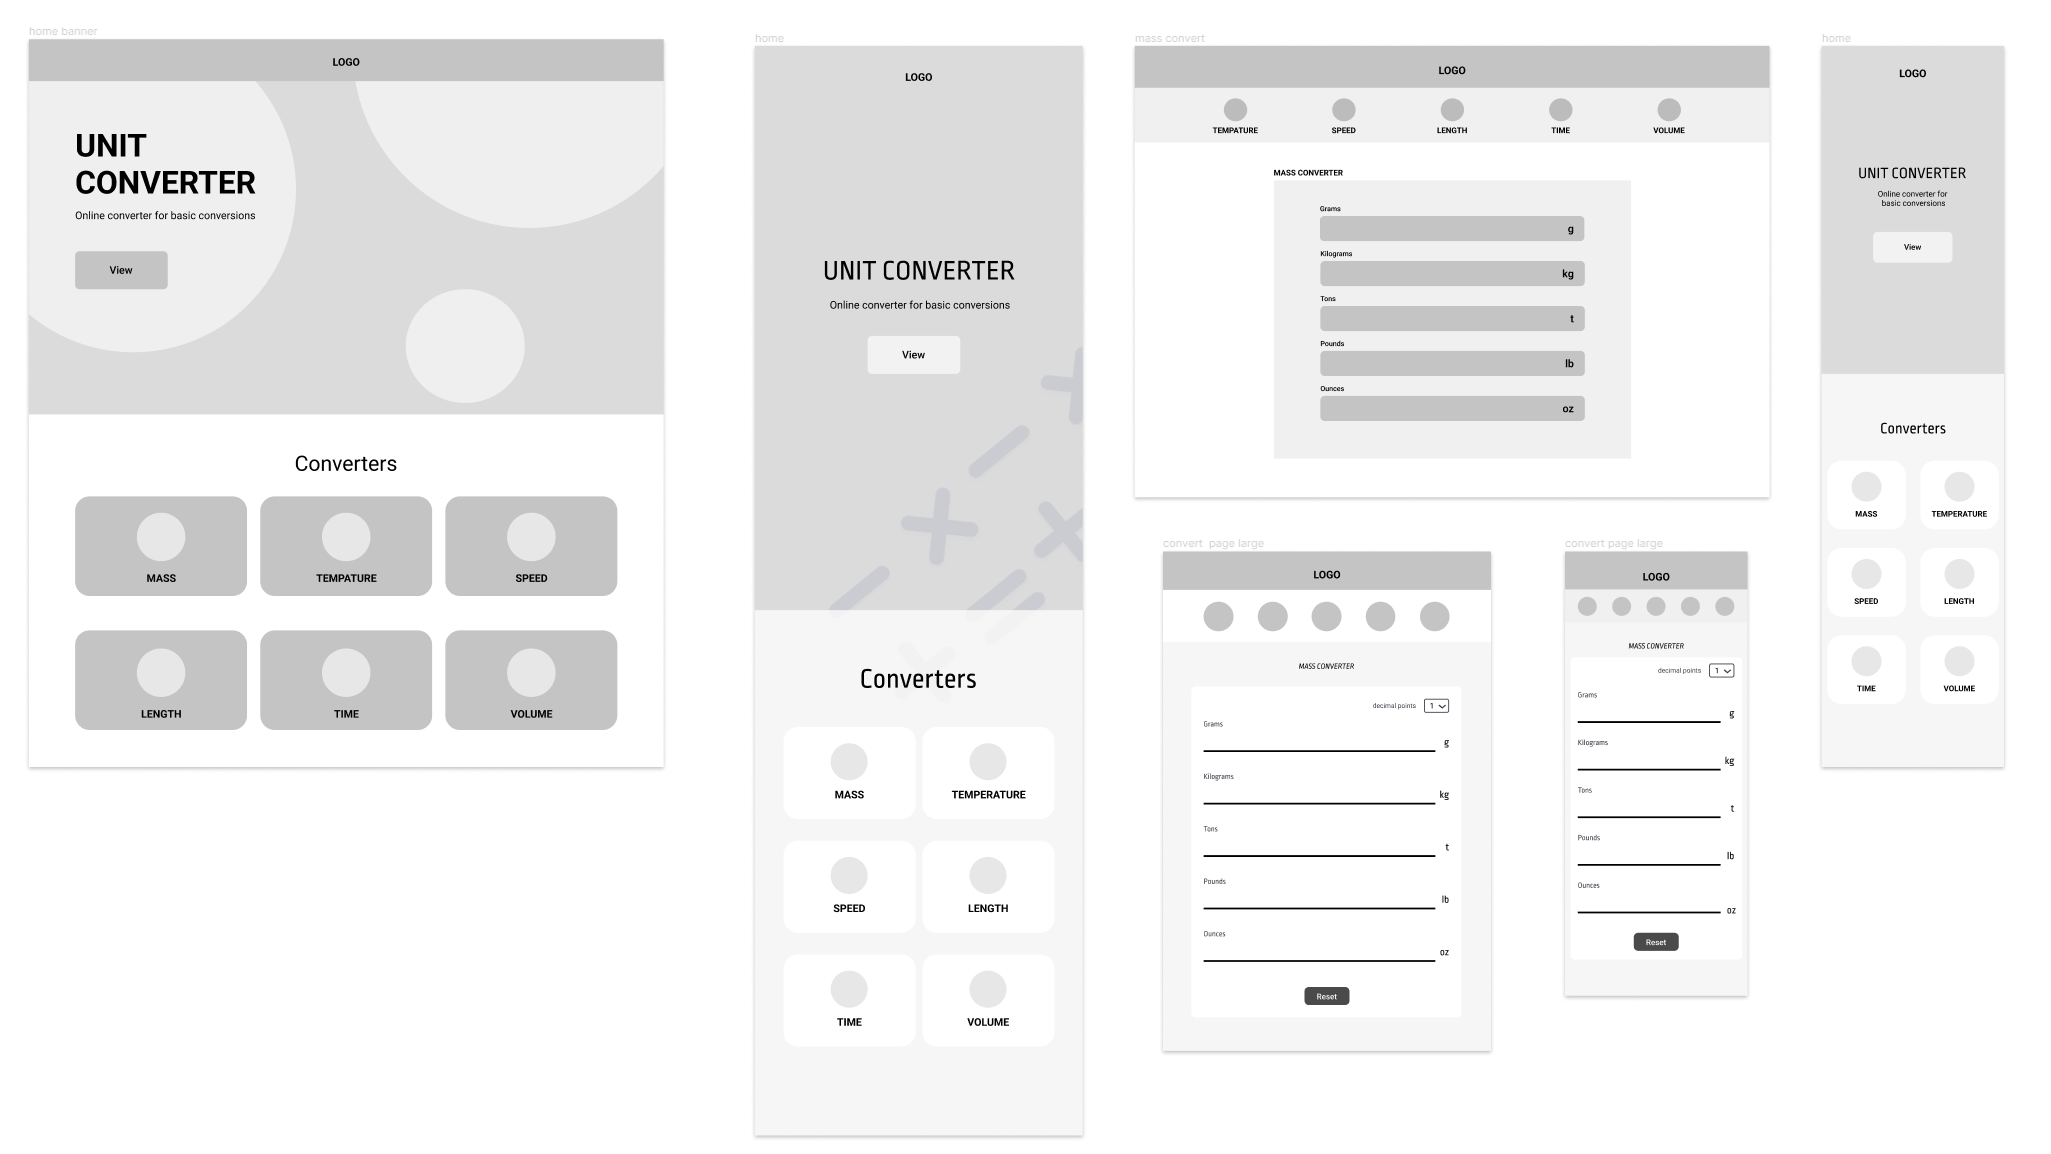 home banner
LOGO
UNIT
CONVERTER
Online converter for basic conversions
View
Converters
MASS
TEMPATURE
SPEED
LENGTH
TIME
VOLUME
home
LOGO
UNIT CONVERTER
Online converter for basic conversions
View
Converters
MASS
TEMPERATURE
SPEED
LENGTH
TIME
VOLUME
mass convert
LOGO
TEMPATURE
SPEED
LENGTH
TIME
VOLUME
MASS CONVERTER
Grams
g
Kilograms
kg
Tons
t
Pounds
lb
Ounces
oz
convert page large
LOGO
MASS CONVERTER
decimal points 1
Grams
g
Kilograms
kg
Tons
t
Pounds
lb
Ounces
oz
Reset
convert page large
LOGO
MASS CONVERTER
decimal points 1
Grams
g
Kilograms
kg
Tons
t
Pounds
lb
Ounces
oz
Reset
home
LOGO
UNIT CONVERTER
Online converter for
basic conversions
View
Converters
MASS
TEMPERATURE
SPEED
LENGTH
TIME
VOLUME